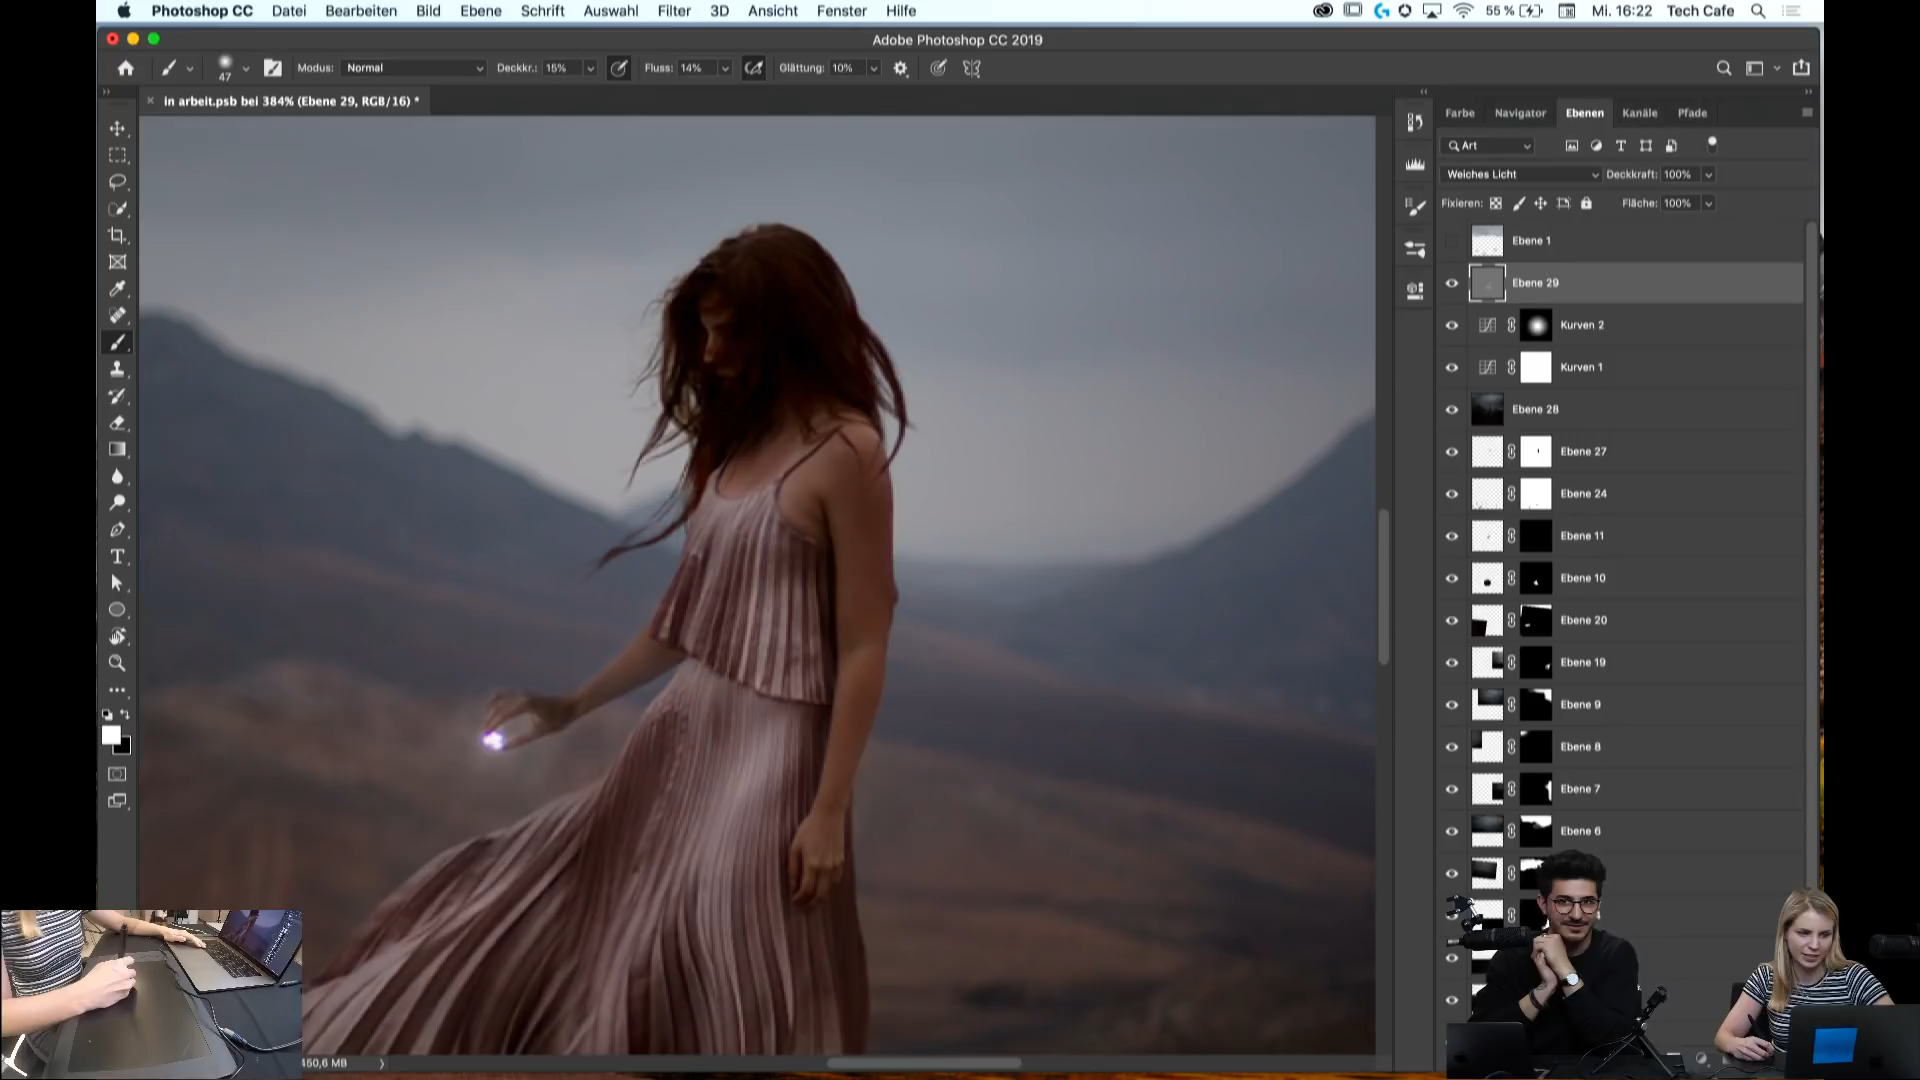 Photoshop CC Datei Bearbeiten Bild Ebene Schrift Auswahl Filter 3D Ansicht Fenster Hilfe 55 % Mi. 16:22 Tech Cafe
Adobe Photoshop CC 2019
47 Modus: Normal Deckkr.: 15% Fluss: 14% Glättung: 10%
in arbeit.psb bei 384% (Ebene 29, RGB/16) *
Farbe Navigator Ebenen Kanäle Pfade
Art
Weiches Licht Deckkraft: 100%
Fixieren: Fläche: 100%
Ebene 1
Ebene 29
Kurven 2
Kurven 1
Ebene 28
Ebene 27
Ebene 24
Ebene 11
Ebene 10
Ebene 20
Ebene 19
Ebene 9
Ebene 8
Ebene 7
Ebene 6
450,6 MB